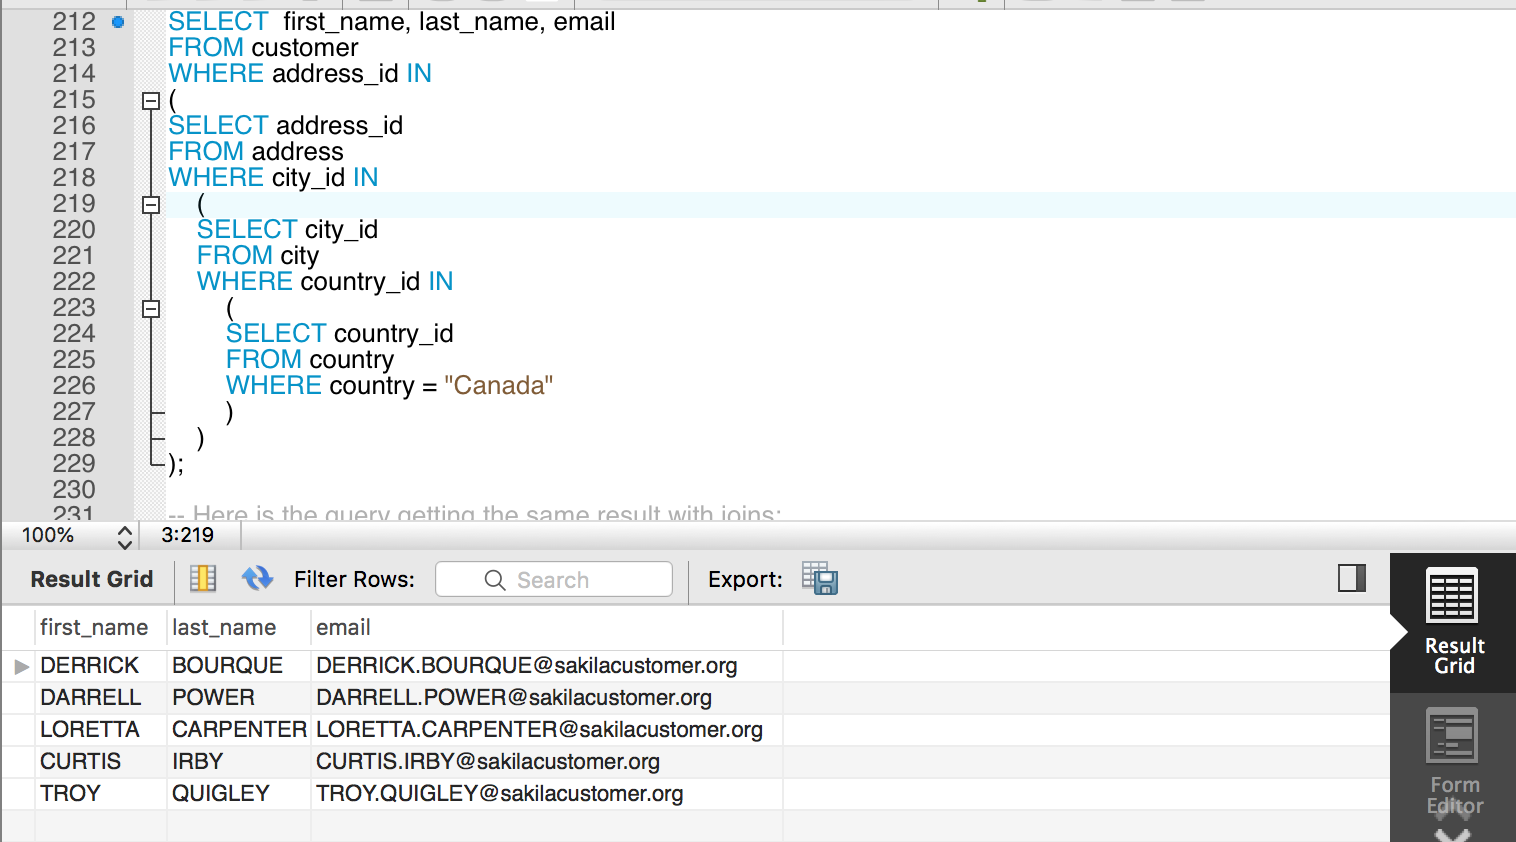 212 SELECT  first_name, last_name, email
213 FROM customer
214 WHERE address_id IN
215 (
216 SELECT address_id
217 FROM address
218 WHERE city_id IN
219 (
220 SELECT city_id
221 FROM city
222 WHERE country_id IN
223 (
224 SELECT country_id
225 FROM country
226 WHERE country = "Canada"
227 )
228 )
229 );
230
231 -- Here is the query getting the same result with joins:
100% 3:219
Result Grid Filter Rows: Search Export:
first_name last_name email
DERRICK BOURQUE DERRICK.BOURQUE@sakilacustomer.org
DARRELL POWER DARRELL.POWER@sakilacustomer.org
LORETTA CARPENTER LORETTA.CARPENTER@sakilacustomer.org
CURTIS IRBY CURTIS.IRBY@sakilacustomer.org
TROY QUIGLEY TROY.QUIGLEY@sakilacustomer.org
Result
Grid
Form
Editor